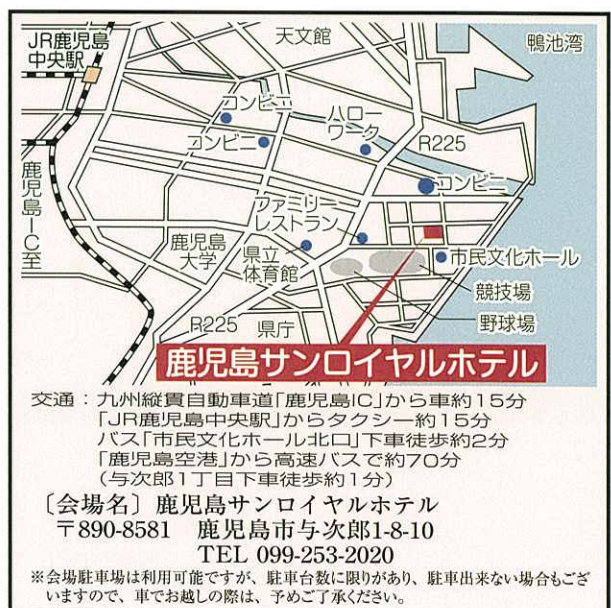 JR鹿児島
中央駅
天文館
鴨池湾
コンビニ
コンビニ
ハロー
ワーク
R225
コンビニ
鹿児島IC至
ファミリー
レストラン
鹿児島
大学
県立
体育館
市民文化ホール
競技場
野球場
R225
県庁
鹿児島サンロイヤルホテル
交通：九州縦貫自動車道「鹿児島IC」から車約15分
「JR鹿児島中央駅」からタクシー約15分
バス「市民文化ホール北口」下車徒歩約2分
「鹿児島空港」から高速バスで約70分
（与次郎1丁目下車徒歩約1分）
〔会場名〕鹿児島サンロイヤルホテル
〒890-8581　鹿児島市与次郎1-8-10
TEL 099-253-2020
※会場駐車場は利用可能ですが、駐車台数に限りがあり、駐車出来ない場合もござ
いますので、車でお越しの際は、予めご了承ください。